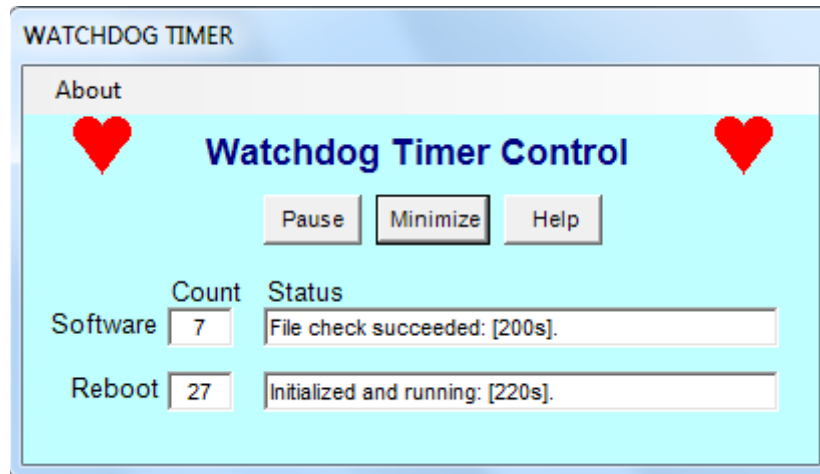 WATCHDOG TIMER
About
Watchdog Timer Control
Pause Minimize Help
Count Status
Software 7 File check succeeded: [200s].
Reboot 27 Initialized and running: [220s].